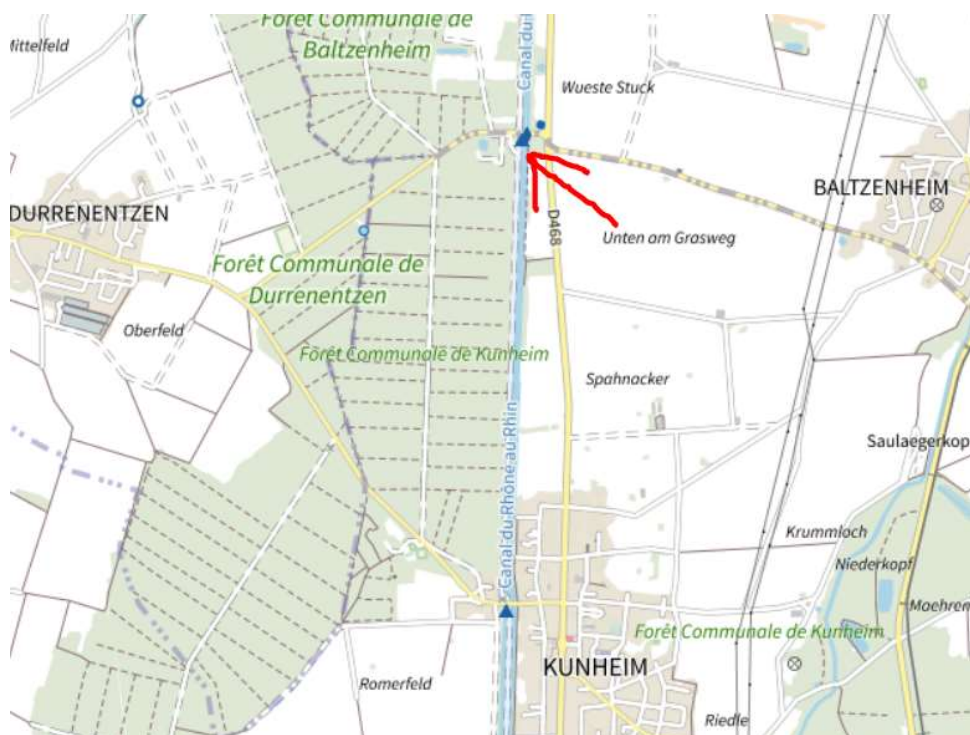 Forêt Communale de
Baltzenheim
Mittelfeld
Canal du
Wueste Stuck
BALTZENHEIM
DURRENENTZEN
D468
Unten am Grasweg
Forêt Communale de
Durrenentzen
Oberfeld
Forêt Communale de Kunheim
Spahnacker
Canal du Rhône au Rhin
Saulaegerkop
Krummloch
Niederkopf
Moehren
Forêt Communale de Kunheim
KUNHEIM
Romerfeld
Riedle